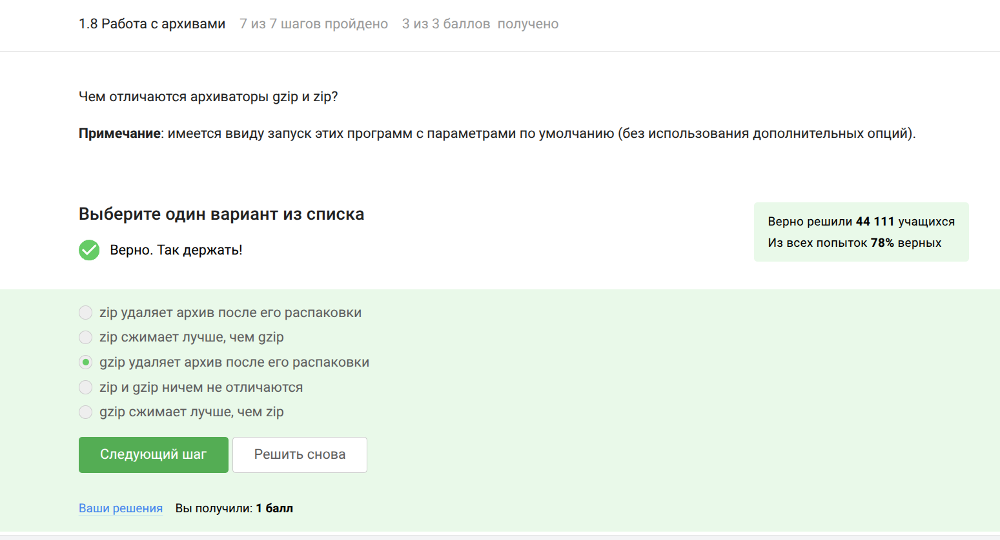 1.8 Работа с архивами 7 из 7 шагов пройдено 3 из 3 баллов получено
Чем отличаются архиваторы gzip и zip?
Примечание: имеется ввиду запуск этих программ с параметрами по умолчанию (без использования дополнительных опций).
Выберите один вариант из списка
Верно. Так держать!
Верно решили 44 111 учащихся
Из всех попыток 78% верных
zip удаляет архив после его распаковки
zip сжимает лучше, чем gzip
gzip удаляет архив после его распаковки
zip и gzip ничем не отличаются
gzip сжимает лучше, чем zip
Следующий шаг Решить снова
Ваши решения Вы получили: 1 балл